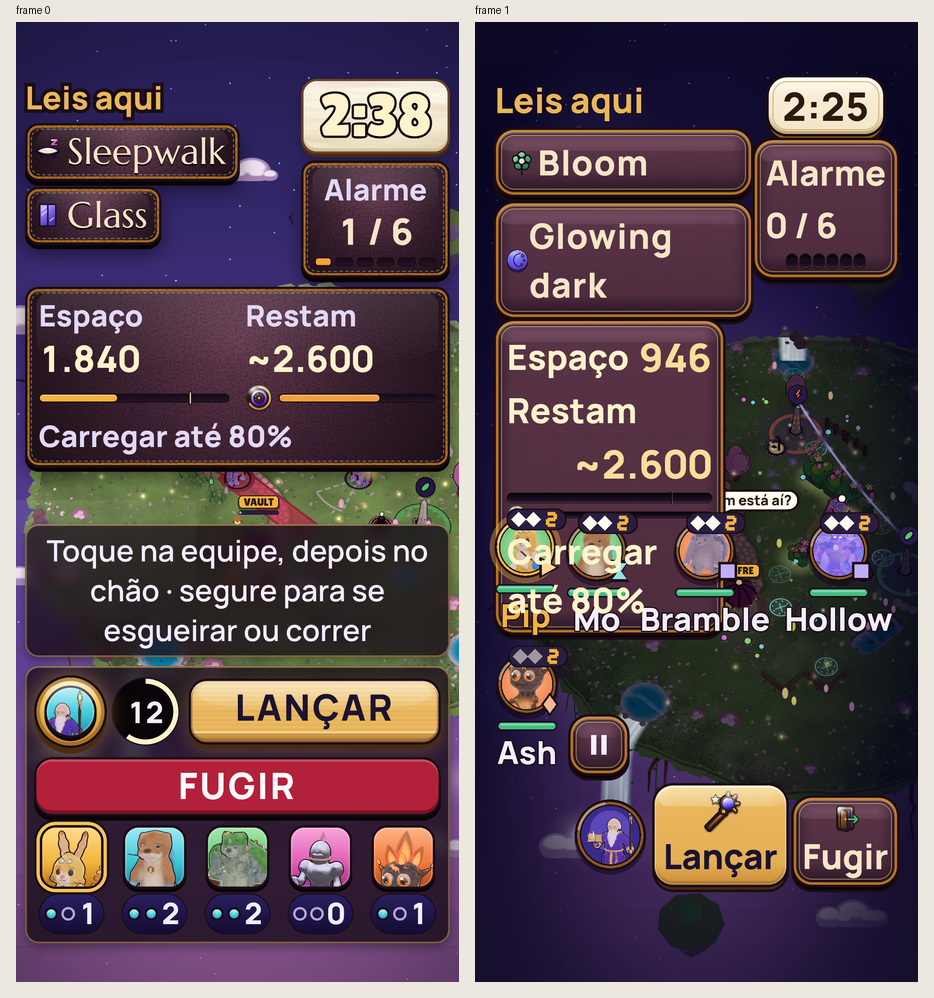 frame 0
Leis aqui
2:38
Sleepwalk
Glass
Alarme
1 / 6
Espaço
Restam
1.840
~2.600
Carregar até 80%
VAULT
Toque na equipe, depois no
chão · segure para se
esgueirar ou correr
12
LANÇAR
FUGIR
1
2
2
0
1
frame 1
Leis aqui
2:25
Bloom
Alarme
0 / 6
Glowing
dark
Espaço 946
Restam
~2.600
m está aí?
2
2
2
2
Carregar
FRE
até 80%
Pip
Mo
Bramble
Hollow
2
Ash
Lançar
Fugir